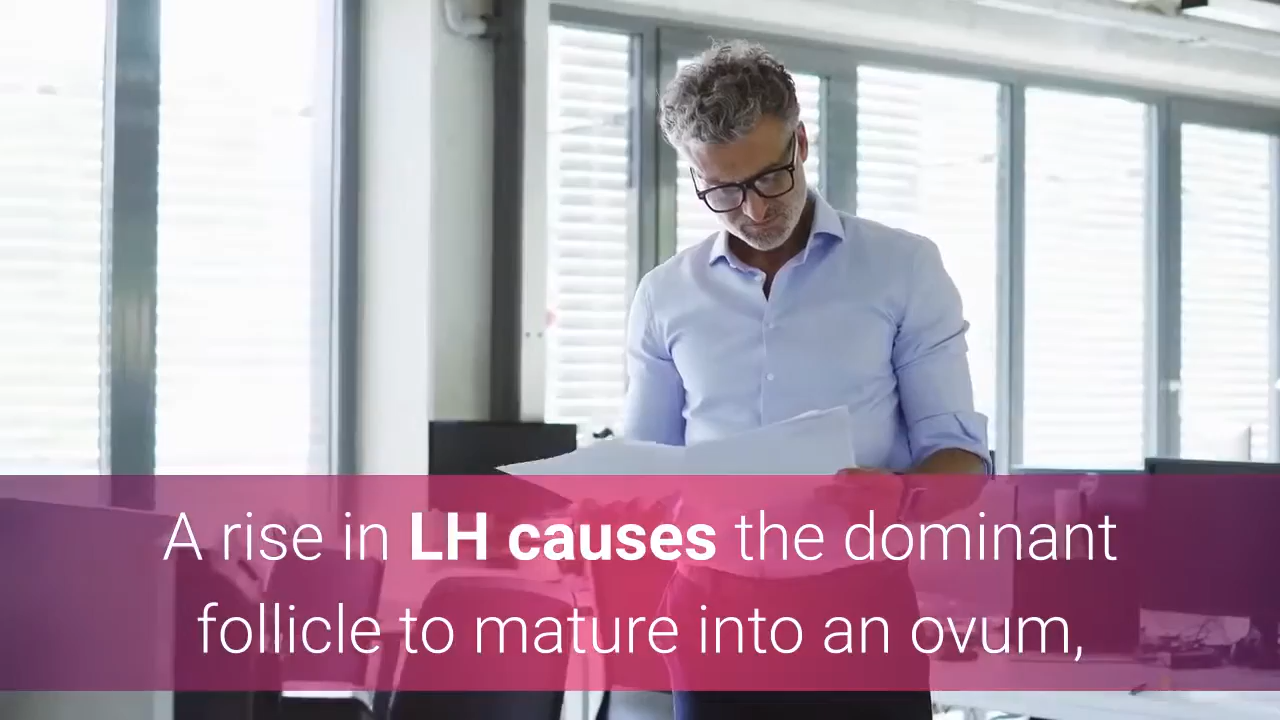 A rise in LH causes the dominant
follicle to mature into an ovum,